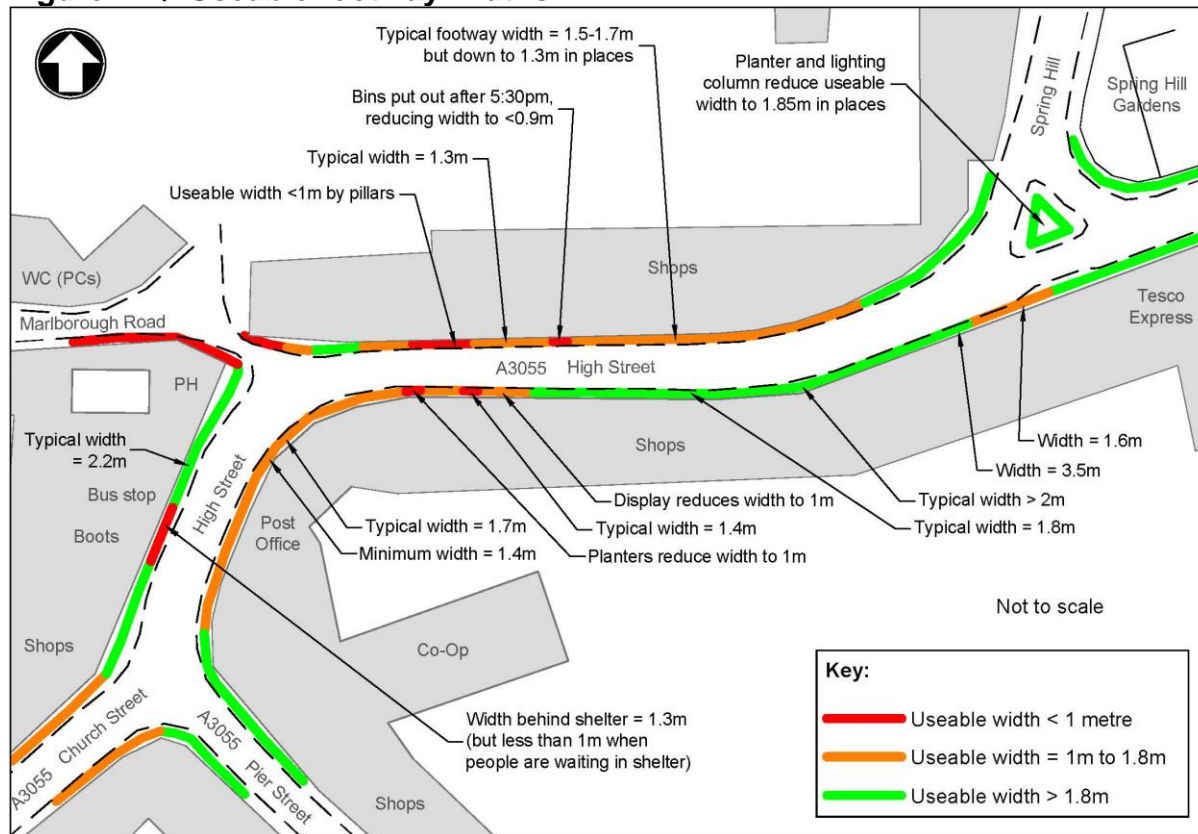 Typical footway width = 1.5-1.7m
but down to 1.3m in places
Planter and lighting
column reduce useable
width to 1.85m in places
Spring Hill
Spring Hill
Gardens
Bins put out after 5:30pm,
reducing width to <0.9m
Typical width = 1.3m
Useable width <1m by pillars
WC (PCs)
Shops
Marlborough Road
Tesco
Express
A3055 High Street
PH
Shops
Typical width
= 2.2m
Width = 1.6m
Width = 3.5m
Bus stop
High Street
Display reduces width to 1m
Typical width > 2m
Boots
Post
Office
Typical width = 1.7m
Typical width = 1.4m
Typical width = 1.8m
Minimum width = 1.4m
Planters reduce width to 1m
Not to scale
Shops
Co-Op
Key:
Useable width < 1 metre
Useable width = 1m to 1.8m
Useable width > 1.8m
Width behind shelter = 1.3m
(but less than 1m when
people are waiting in shelter)
A3055 Church Street
A3055
Pier Street
Shops